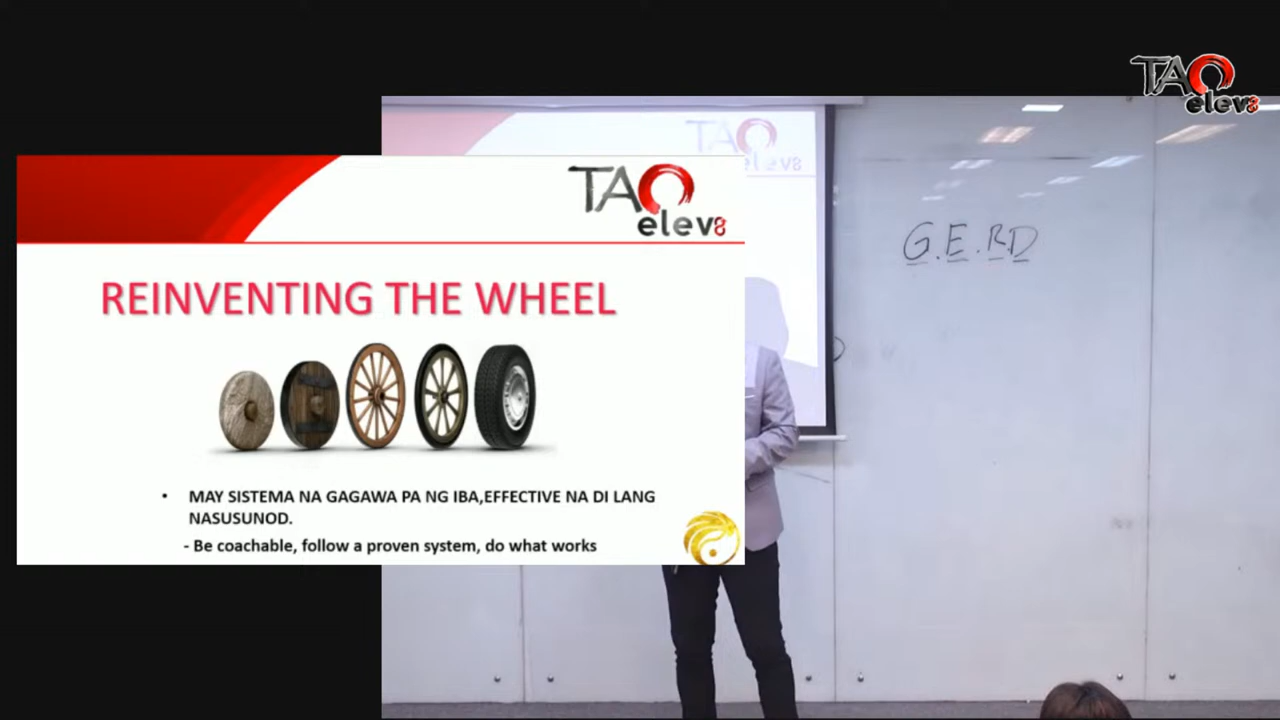 TAO
elev8
TAO
elev8
REINVENTING THE WHEEL
• MAY SISTEMA NA GAGAWA PA NG IBA,EFFECTIVE NA DI LANG
NASUSUNOD.
- Be coachable, follow a proven system, do what works
TAO
G.E.R.D